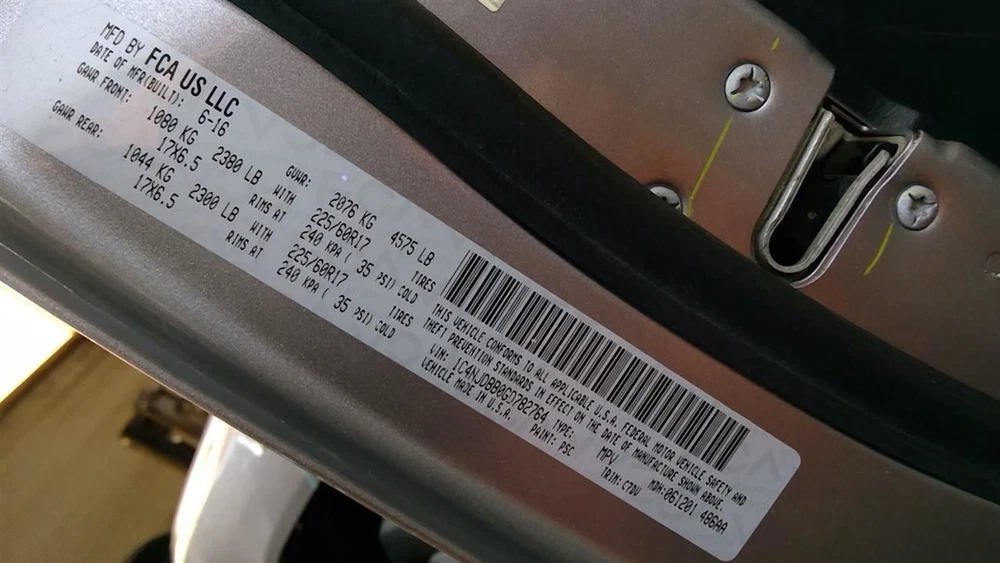 MFD BY FCA US LLC
DATE OF MFR(BUILT): 6-16 GVWR: 2076 KG 4575 LB
GAWR FRONT: 1080 KG 2380 LB WITH 225/60R17 TIRES
17X6.5 RIMS AT 240 KPA ( 35 PSI) COLD
GAWR REAR: 1044 KG 2300 LB WITH 225/60R17 TIRES
17X6.5 RIMS AT 240 KPA ( 35 PSI) COLD
THIS VEHICLE CONFORMS TO ALL APPLICABLE U.S.A. FEDERAL MOTOR VEHICLE SAFETY AND
THEFT PREVENTION STANDARDS IN EFFECT ON THE DATE OF MANUFACTURE SHOWN ABOVE.
VIN: 1C4NJDBB0GD782764 TYPE: MPV MDH:061201 486AA
VEHICLE MADE IN U.S.A. PAINT: PSC TRIM: C7DV